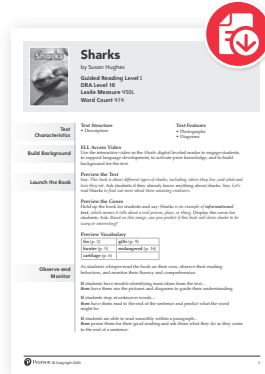 Sharks
Sharks
by Susan Hughes
Guided Reading Level I
DRA Level 16
Lexile Measure 450L
Word Count 474
Text Characteristics
Text Structure
• Description
Text Features
• Photographs
• Diagrams
Build Background
ELL Access Video
Use the interactive video in the Sharks digital leveled reader to engage students,
to support language development, to activate prior knowledge, and to build
background for the text.
Launch the Book
Preview the Text
Say: This book is about different types of sharks, including where they live, and what and
how they eat. Ask students if they already know anything about sharks. Say: Let's
read Sharks to find out more about these amazing creatures.
Preview the Genre
Hold up the book for students and say: Sharks is an example of informational
text, which means it tells about a real person, place, or thing. Display the cover for
students. Ask: Based on this image, can you predict if this book will show sharks to be
scary or interesting?
Preview Vocabulary
fin (p. 2) gills (p. 9)
hunter (p. 5) endangered (p. 16)
cartilage (p. 6)
Observe and Monitor
As students whisper-read the book on their own, observe their reading
behaviors, and monitor their fluency and comprehension.
If students have trouble identifying main ideas from the text...
then have them use the pictures and diagrams to guide their understanding.
If students stop at unknown words...
then have them read to the end of the sentence and predict what the word
might be.
If students are able to read smoothly within a paragraph...
then praise them for their good reading and ask them what they do as they come
to the end of a sentence.
Pearson © Copyright 2020
1